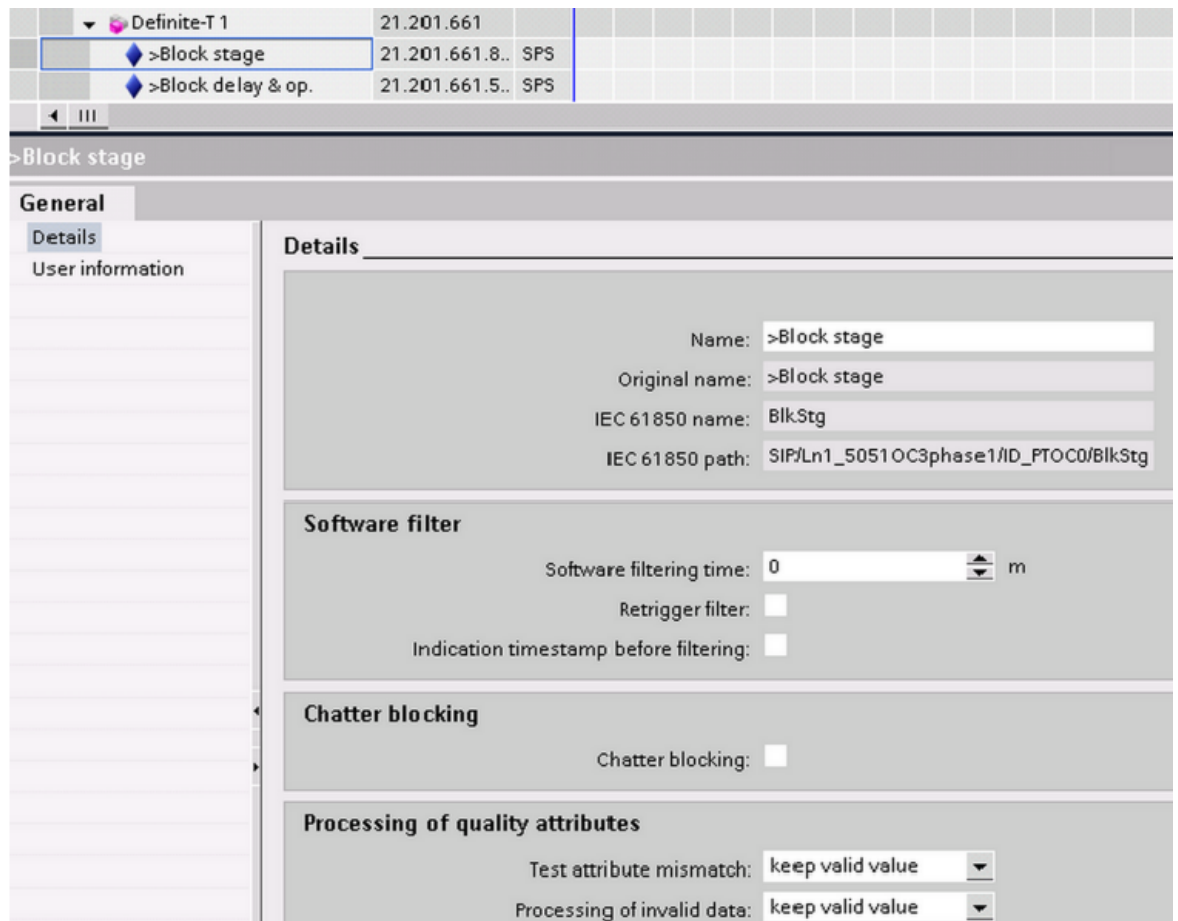 Definite-T 1 21.201.661
>Block stage 21.201.661.8.. SPS
>Block delay & op. 21.201.661.5.. SPS
>Block stage
General
Details
User information
Details
Name: >Block stage
Original name: >Block stage
IEC 61850 name: BlkStg
IEC 61850 path: SIP/Ln1_5051OC3phase1/ID_PTOC0/BlkStg
Software filter
Software filtering time: 0 m
Retrigger filter:
Indication timestamp before filtering:
Chatter blocking
Chatter blocking:
Processing of quality attributes
Test attribute mismatch: keep valid value
Processing of invalid data: keep valid value